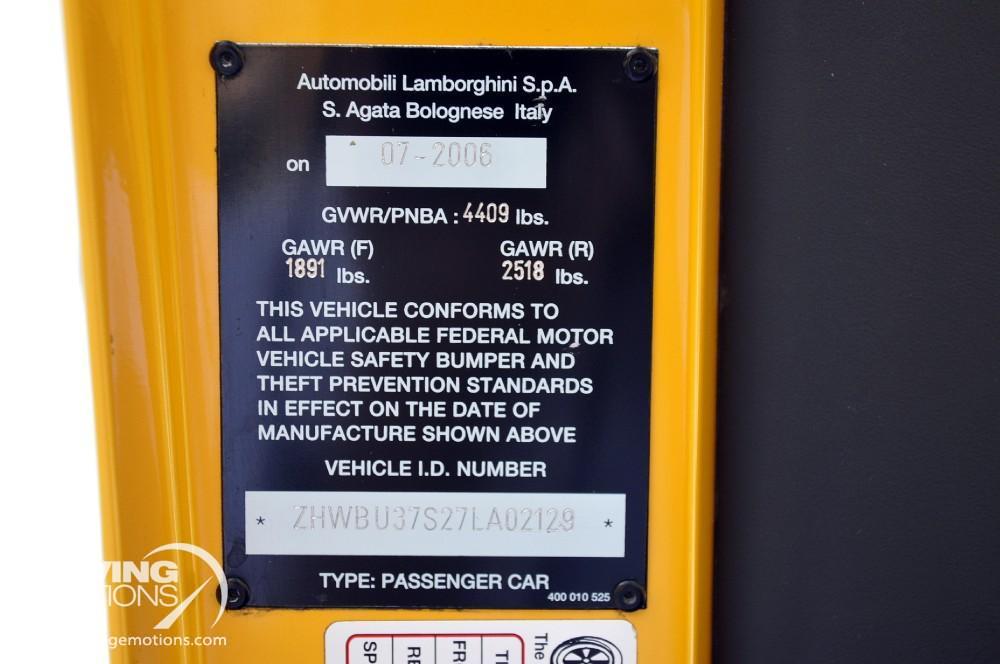 Automobili Lamborghini S.p.A.
S. Agata Bolognese Italy
on 07-2006
GVWR/PNBA : 4409 lbs.
GAWR (F) GAWR (R)
1891 lbs. 2518 lbs.
THIS VEHICLE CONFORMS TO
ALL APPLICABLE FEDERAL MOTOR
VEHICLE SAFETY BUMPER AND
THEFT PREVENTION STANDARDS
IN EFFECT ON THE DATE OF
MANUFACTURE SHOWN ABOVE
VEHICLE I.D. NUMBER
* ZHWBU37S27LA02129 *
TYPE: PASSENGER CAR
400 010 525
The